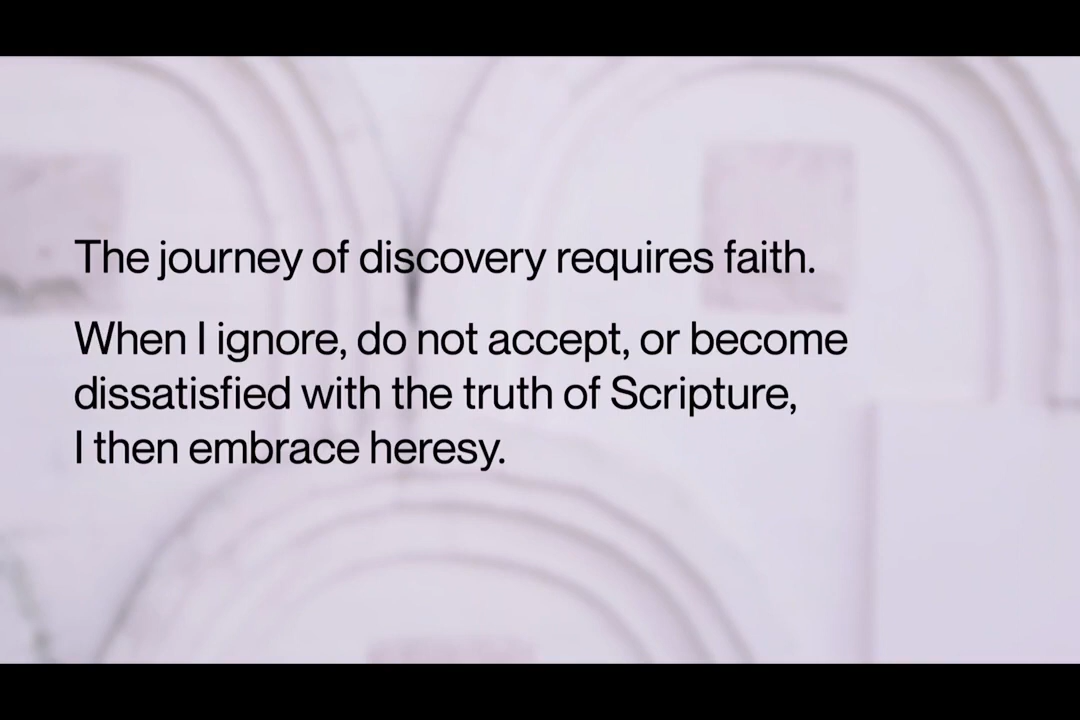 The journey of discovery requires faith.
When I ignore, do not accept, or become
dissatisfied with the truth of Scripture,
I then embrace heresy.